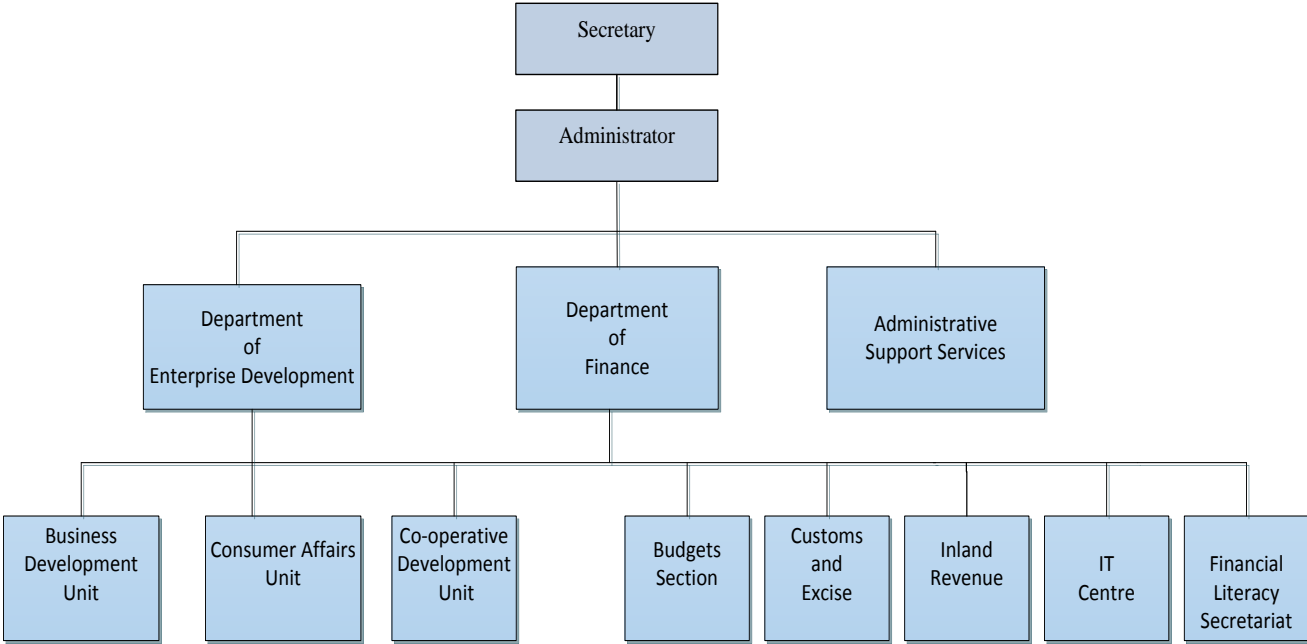 Secretary
Administrator
Department
of
Enterprise Development
Department
of
Finance
Administrative
Support Services
Business
Development
Unit
Consumer Affairs
Unit
Co-operative
Development
Unit
Budgets
Section
Customs
and
Excise
Inland
Revenue
IT
Centre
Financial
Literacy
Secretariat